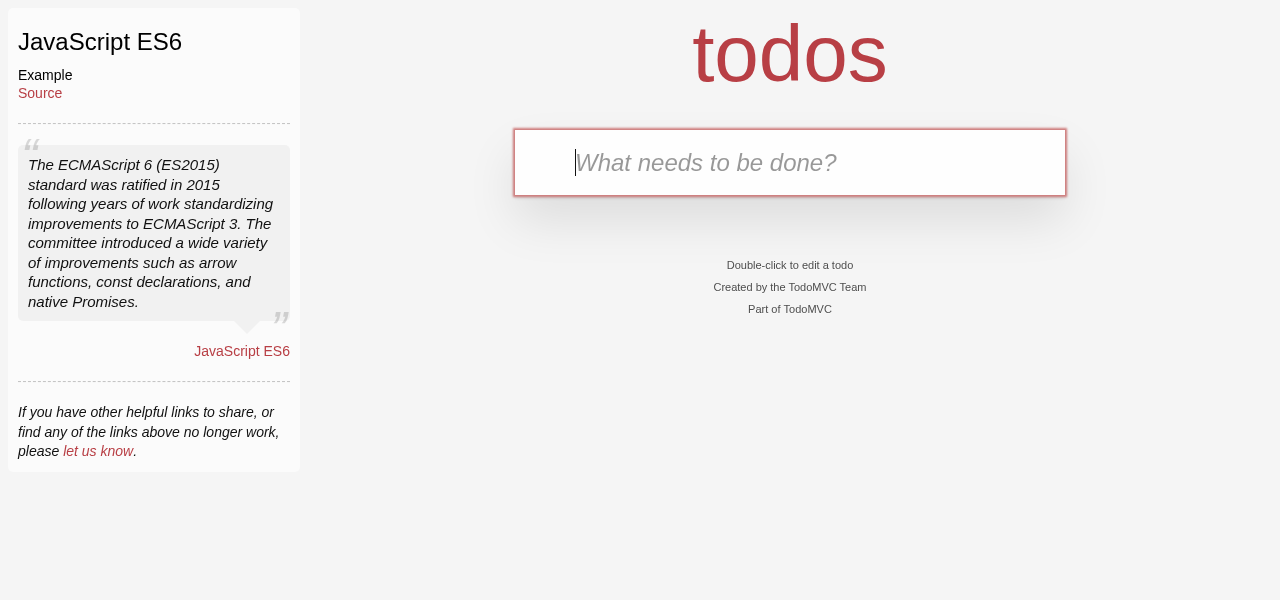 JavaScript ES6
Example
Source
“
The ECMAScript 6 (ES2015)
standard was ratified in 2015
following years of work standardizing
improvements to ECMAScript 3. The
committee introduced a wide variety
of improvements such as arrow
functions, const declarations, and
native Promises.
”
JavaScript ES6
If you have other helpful links to share, or
find any of the links above no longer work,
please let us know.
todos
What needs to be done?
Double-click to edit a todo
Created by the TodoMVC Team
Part of TodoMVC